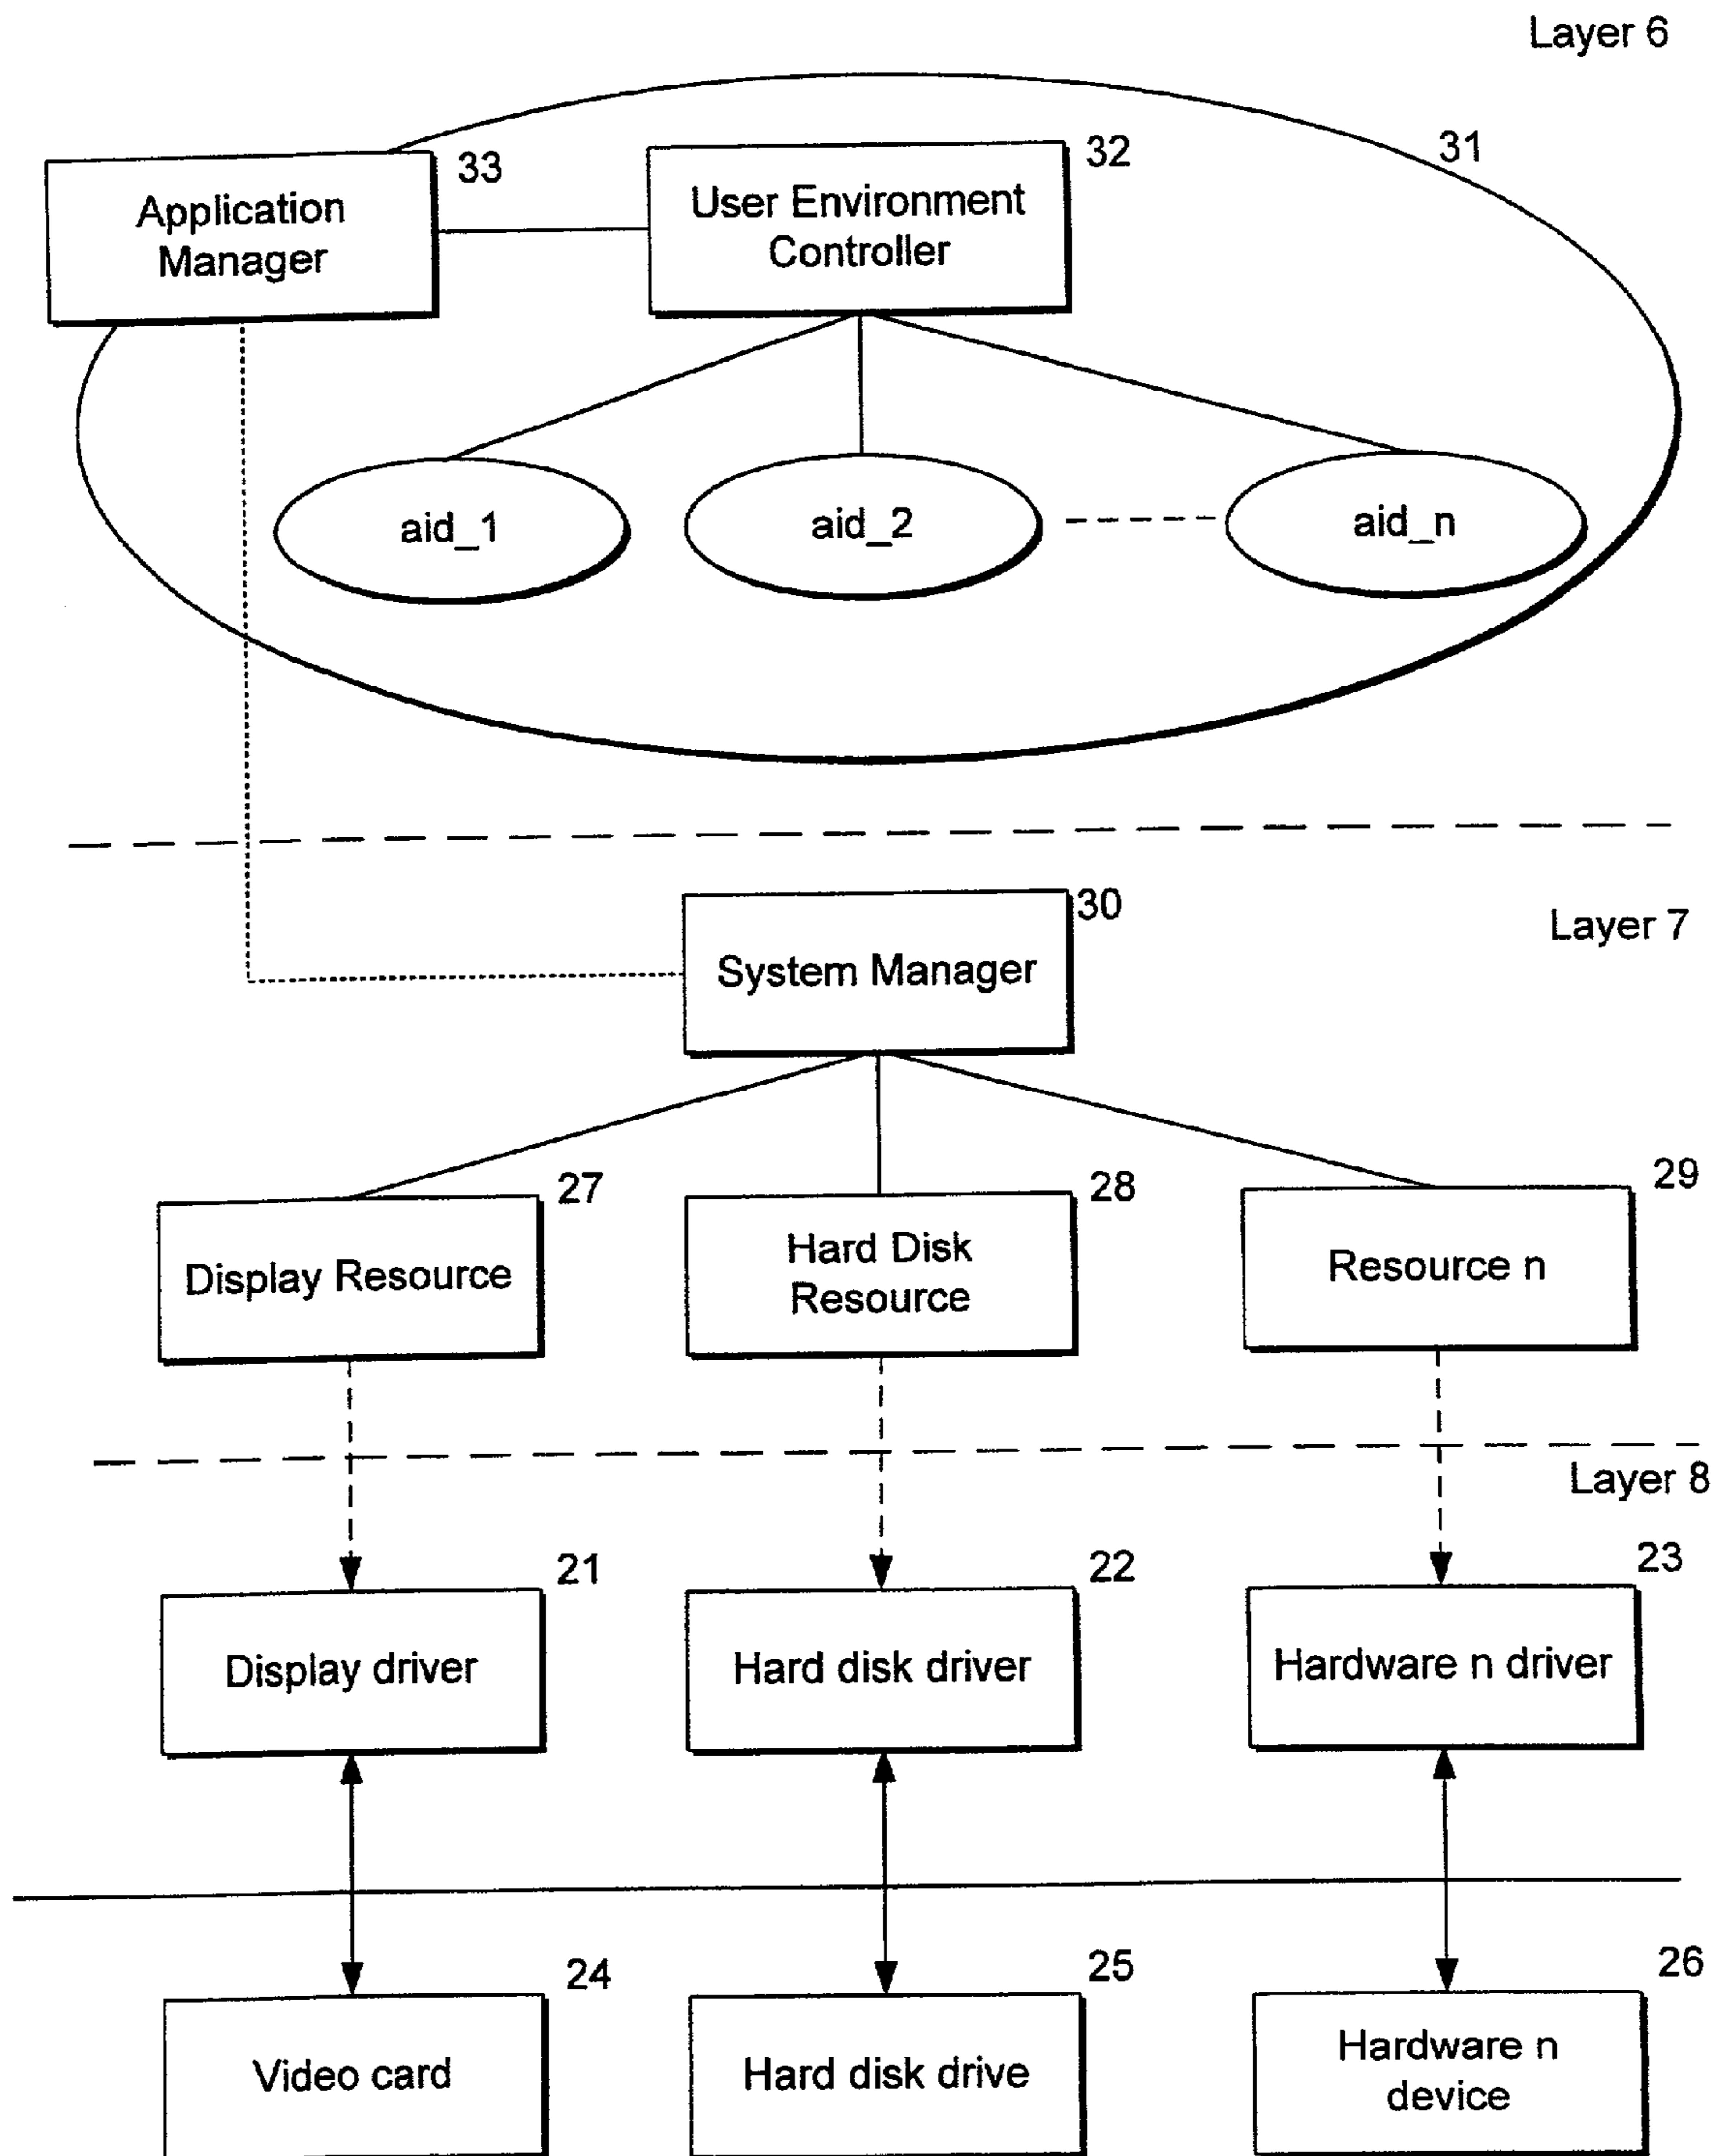 Layer 6
31
33
32
Application
Manager
User Environment
Controller
aid_1
aid_2
aid_n
30
Layer 7
System Manager
27
28
29
Display Resource
Hard Disk
Resource
Resource n
Layer 8
21
22
23
Display driver
Hard disk driver
Hardware n driver
24
25
26
Video card
Hard disk drive
Hardware n
device